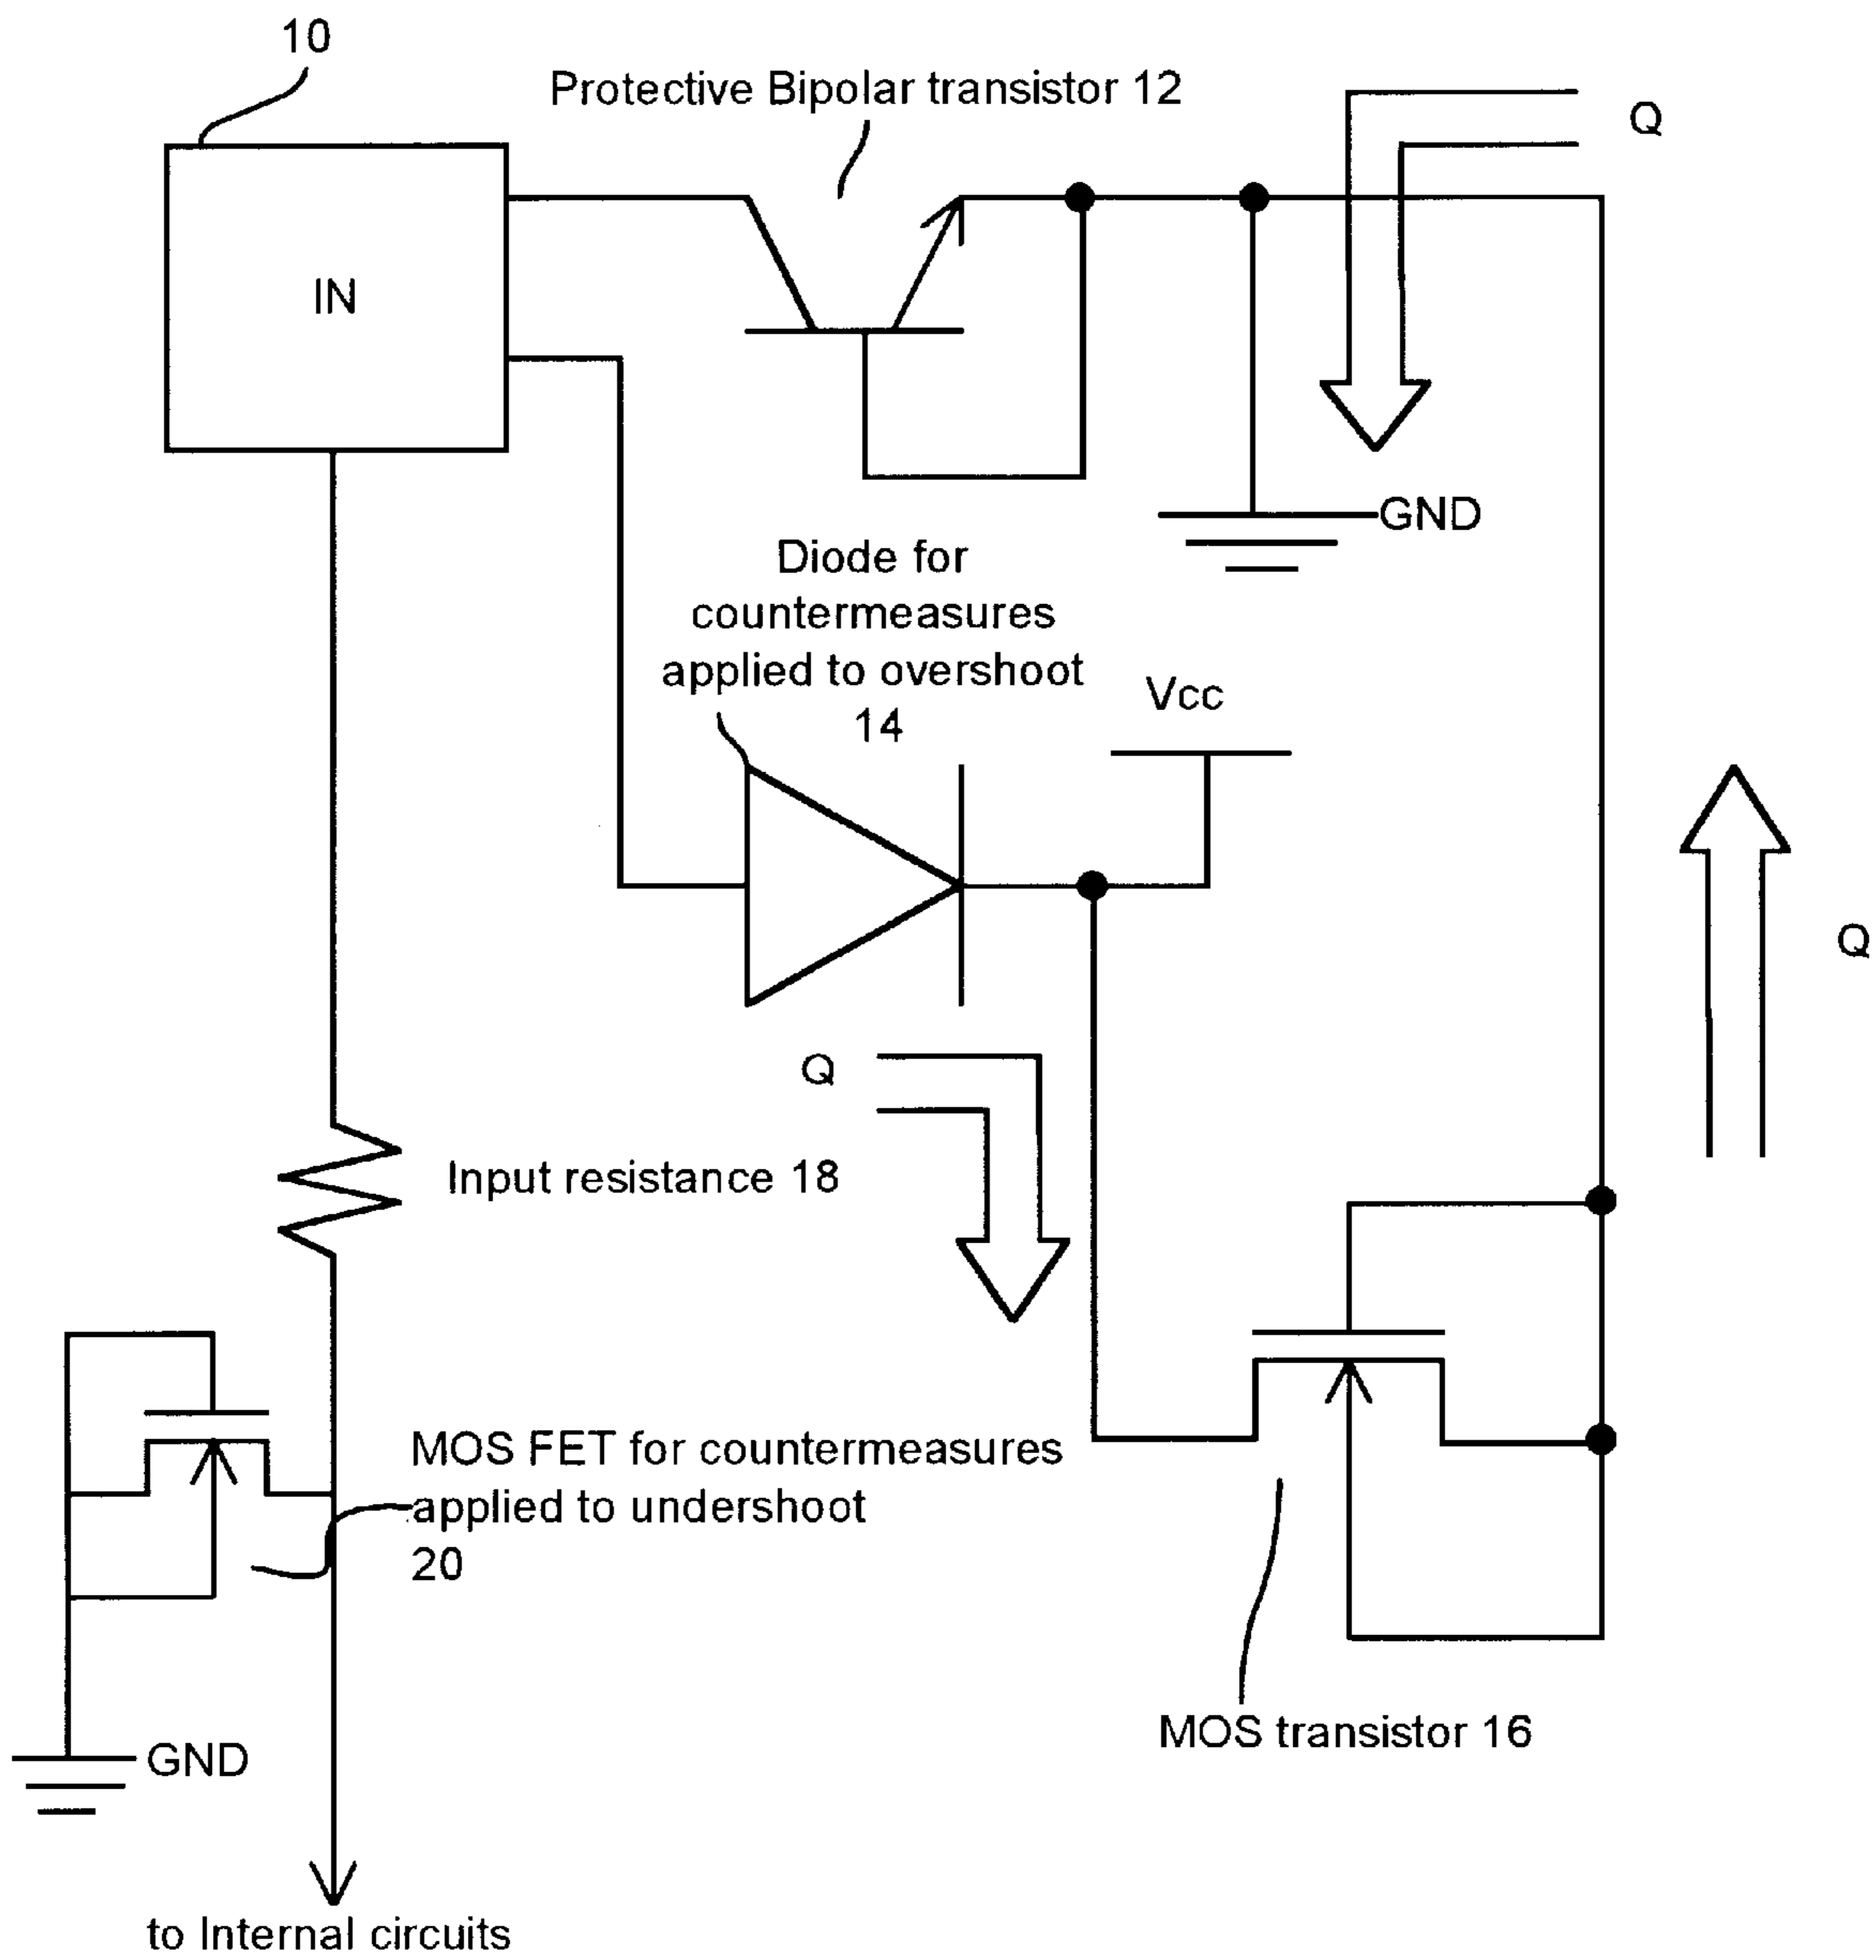 10
Protective Bipolar transistor 12
Q
IN
GND
Diode for
countermeasures
applied to overshoot
14
Vcc
Q
Q
Input resistance 18
MOS FET for countermeasures
applied to undershoot
20
MOS transistor 16
GND
to Internal circuits